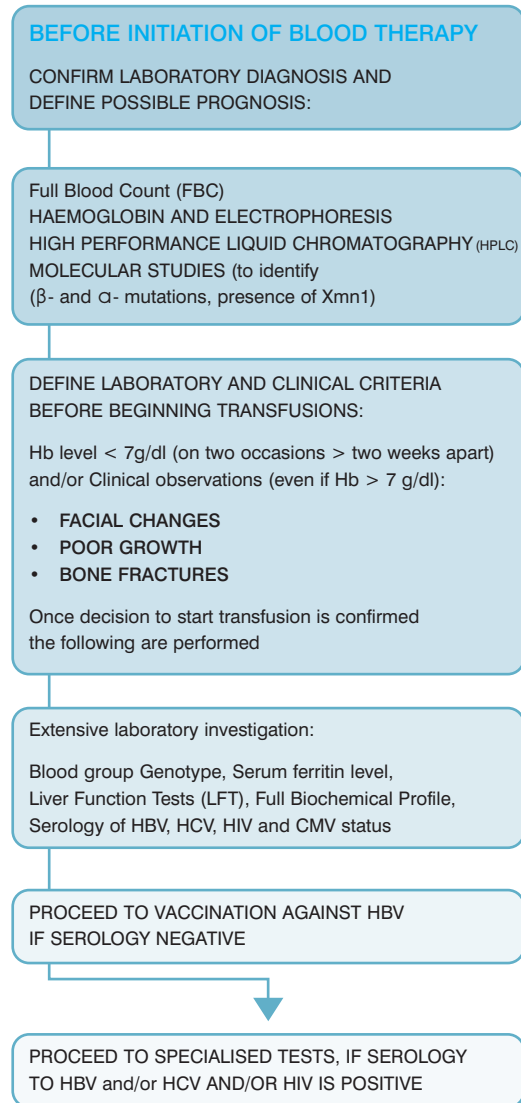 BEFORE INITIATION OF BLOOD THERAPY
CONFIRM LABORATORY DIAGNOSIS AND
DEFINE POSSIBLE PROGNOSIS:
Full Blood Count (FBC)
HAEMOGLOBIN AND ELECTROPHORESIS
HIGH PERFORMANCE LIQUID CHROMATOGRAPHY (HPLC)
MOLECULAR STUDIES (to identify
(β- and α- mutations, presence of Xmn1)
DEFINE LABORATORY AND CLINICAL CRITERIA
BEFORE BEGINNING TRANSFUSIONS:
Hb level < 7g/dl (on two occasions > two weeks apart)
and/or Clinical observations (even if Hb > 7 g/dl):
• FACIAL CHANGES
• POOR GROWTH
• BONE FRACTURES
Once decision to start transfusion is confirmed
the following are performed
Extensive laboratory investigation:
Blood group Genotype, Serum ferritin level,
Liver Function Tests (LFT), Full Biochemical Profile,
Serology of HBV, HCV, HIV and CMV status
PROCEED TO VACCINATION AGAINST HBV
IF SEROLOGY NEGATIVE
PROCEED TO SPECIALISED TESTS, IF SEROLOGY
TO HBV and/or HCV AND/OR HIV IS POSITIVE